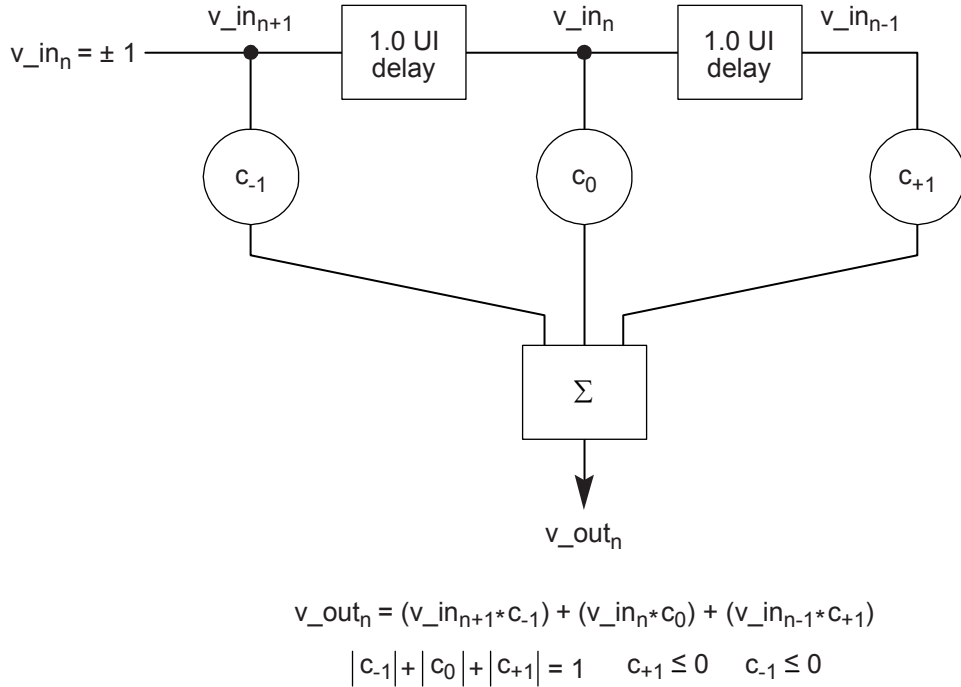 v_in_{n+1}
v_in_n
v_in_{n-1}
v_in_n = ± 1
1.0 UI
delay
1.0 UI
delay
c_{-1}
c_0
c_{+1}
Σ
v_out_n
v_out_n = (v_in_{n+1}*c_{-1}) + (v_in_n*c_0) + (v_in_{n-1}*c_{+1})
|c_{-1}| + |c_0| + |c_{+1}| = 1 c_{+1} ≤ 0 c_{-1} ≤ 0